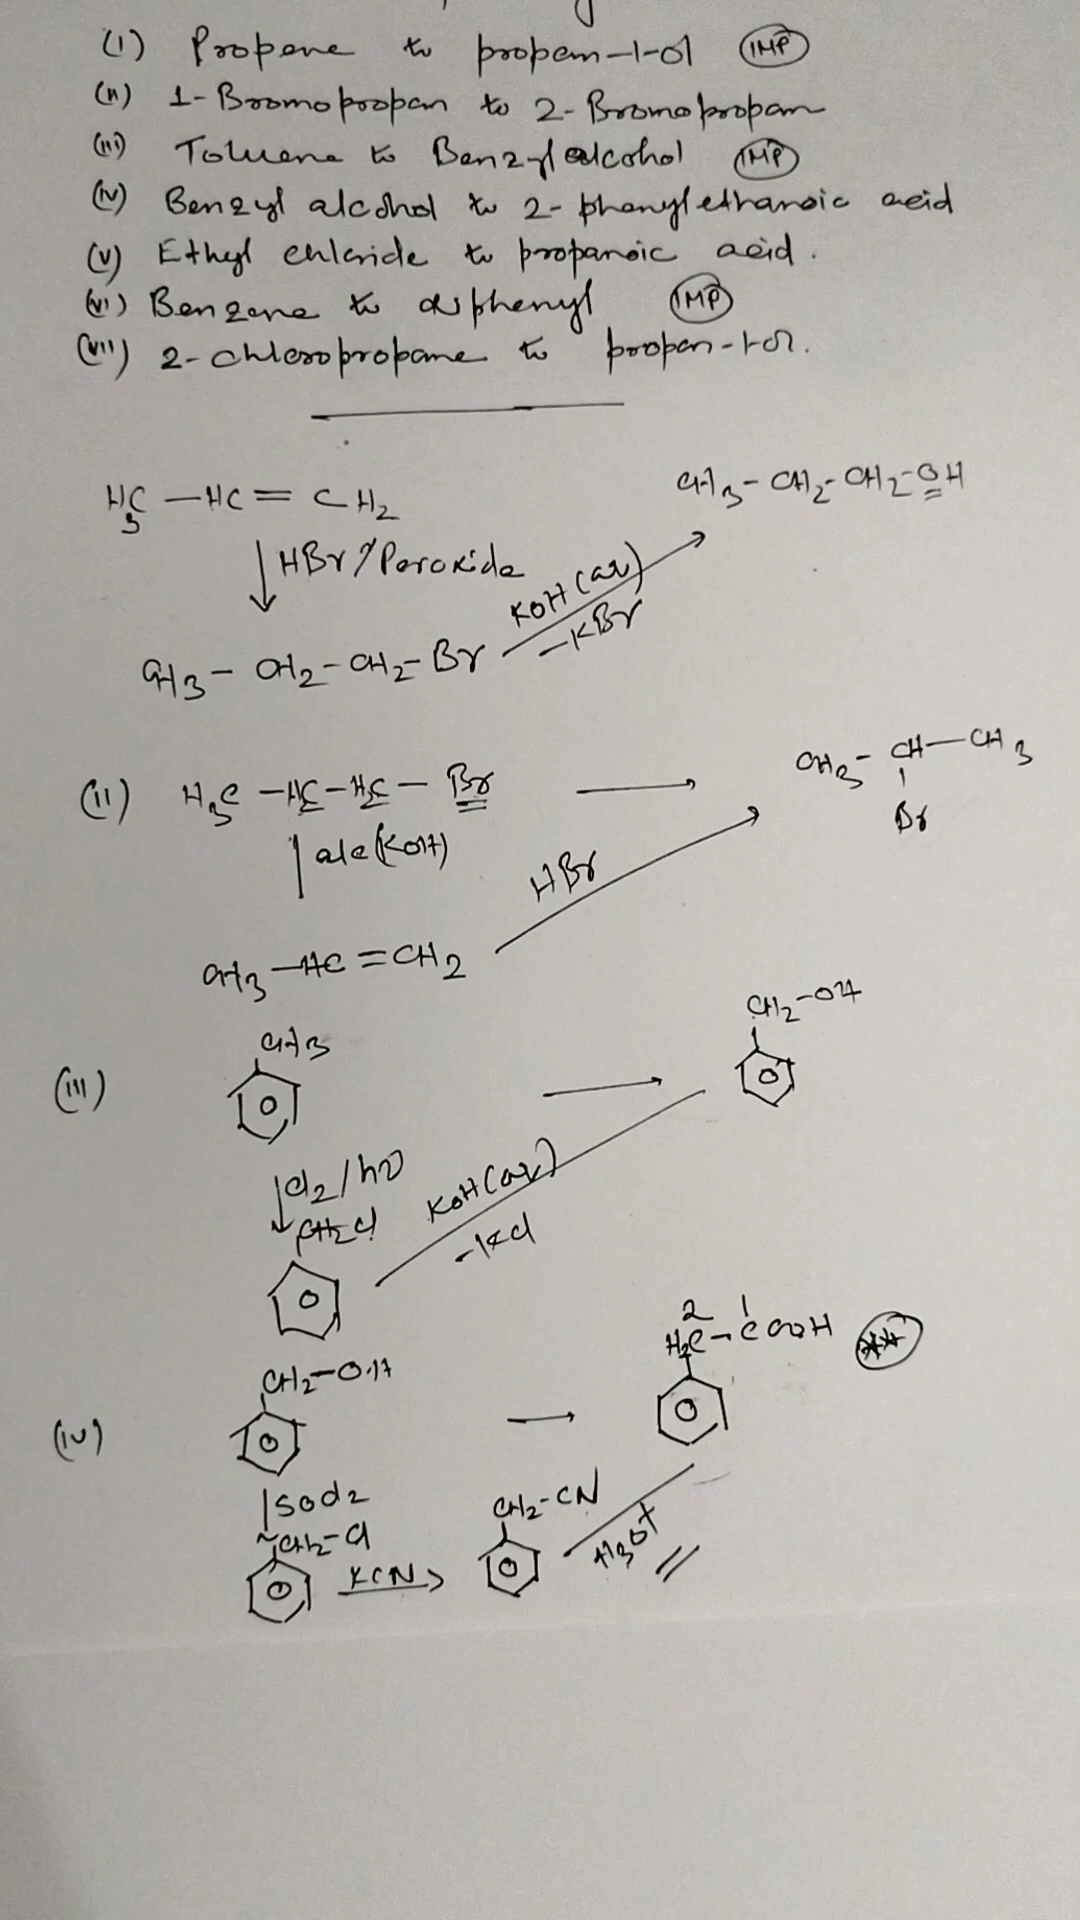 (i) Propene to propan-1-ol (IMP)
(ii) 1-Bromopropan to 2-Bromopropan
(iii) Toluene to Benzyl alcohol (IMP)
(iv) Benzyl alcohol to 2-phenylethanoic acid
(v) Ethyl chloride to propanoic acid.
(vi) Benzene to diphenyl (IMP)
(vii) 2-chloropropane to propan-1-ol.
H3C —HC = CH2
CH3 - CH2 - CH2 - OH
↓ HBr / Peroxide
KOH (aq)
-KBr
CH3 - CH2 - CH2 - Br
(ii) H3C - H2C - H2C - Br → CH3 - CH — CH3
Br
alc (KOH)
HBr
CH3 - HC = CH2
CH2 - OH
(iii) CH3
Cl2 / hν
KOH (aq)
CH2Cl
-KCl
2 1
H2C - COOH **
CH2 - OH
(iv)
SOCl2
CH2 - CN
CH2 - Cl
KCN
H3O+